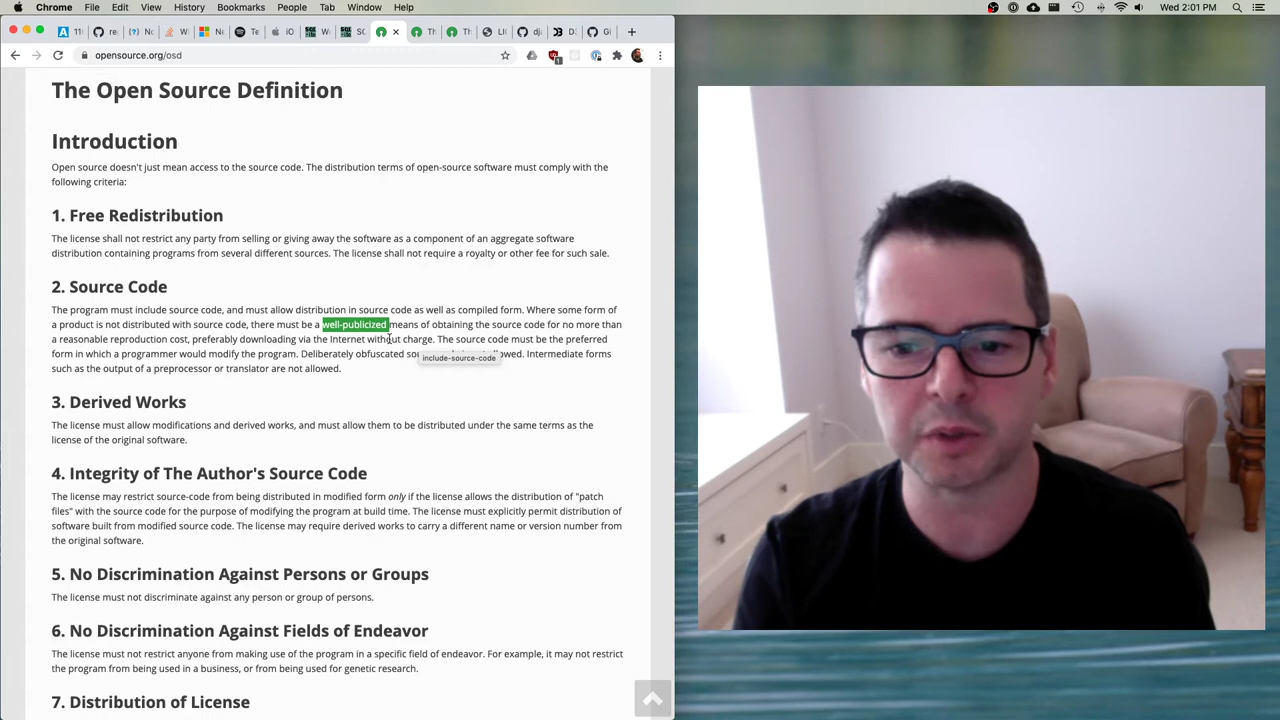 Chrome File Edit View History Bookmarks People Tab Window Help Wed 2:01 PM
opensource.org/osd
The Open Source Definition
Introduction
Open source doesn't just mean access to the source code. The distribution terms of open-source software must comply with the
following criteria:
1. Free Redistribution
The license shall not restrict any party from selling or giving away the software as a component of an aggregate software
distribution containing programs from several different sources. The license shall not require a royalty or other fee for such sale.
2. Source Code
The program must include source code, and must allow distribution in source code as well as compiled form. Where some form of
a product is not distributed with source code, there must be a well-publicized means of obtaining the source code for no more than
a reasonable reproduction cost, preferably downloading via the Internet without charge. The source code must be the preferred
form in which a programmer would modify the program. Deliberately obfuscated
include-source-code
Intermediate forms
such as the output of a preprocessor or translator are not allowed.
3. Derived Works
The license must allow modifications and derived works, and must allow them to be distributed under the same terms as the
license of the original software.
4. Integrity of The Author's Source Code
The license may restrict source-code from being distributed in modified form only if the license allows the distribution of "patch
files" with the source code for the purpose of modifying the program at build time. The license must explicitly permit distribution of
software built from modified source code. The license may require derived works to carry a different name or version number from
the original software.
5. No Discrimination Against Persons or Groups
The license must not discriminate against any person or group of persons.
6. No Discrimination Against Fields of Endeavor
The license must not restrict anyone from making use of the program in a specific field of endeavor. For example, it may not restrict
the program from being used in a business, or from being used for genetic research.
7. Distribution of License